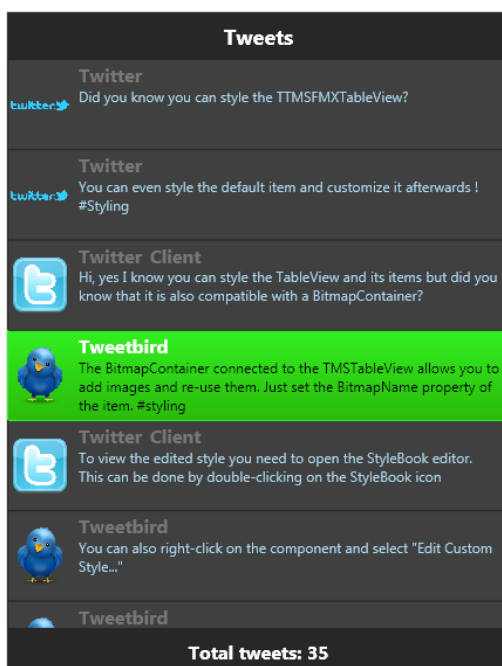 Tweets
Twitter
twitter
Did you know you can style the TTMSFMXTableView?
Twitter
twitter
You can even style the default item and customize it afterwards !
#Styling
Twitter Client
Hi, yes I know you can style the TableView and its items but did you
know that it is also compatible with a BitmapContainer?
Tweetbird
The BitmapContainer connected to the TMSTableView allows you to
add images and re-use them. Just set the BitmapName property of
the item. #styling
Twitter Client
To view the edited style you need to open the StyleBook editor.
This can be done by double-clicking on the StyleBook icon
Tweetbird
You can also right-click on the component and select "Edit Custom
Style..."
Tweetbird
Total tweets: 35